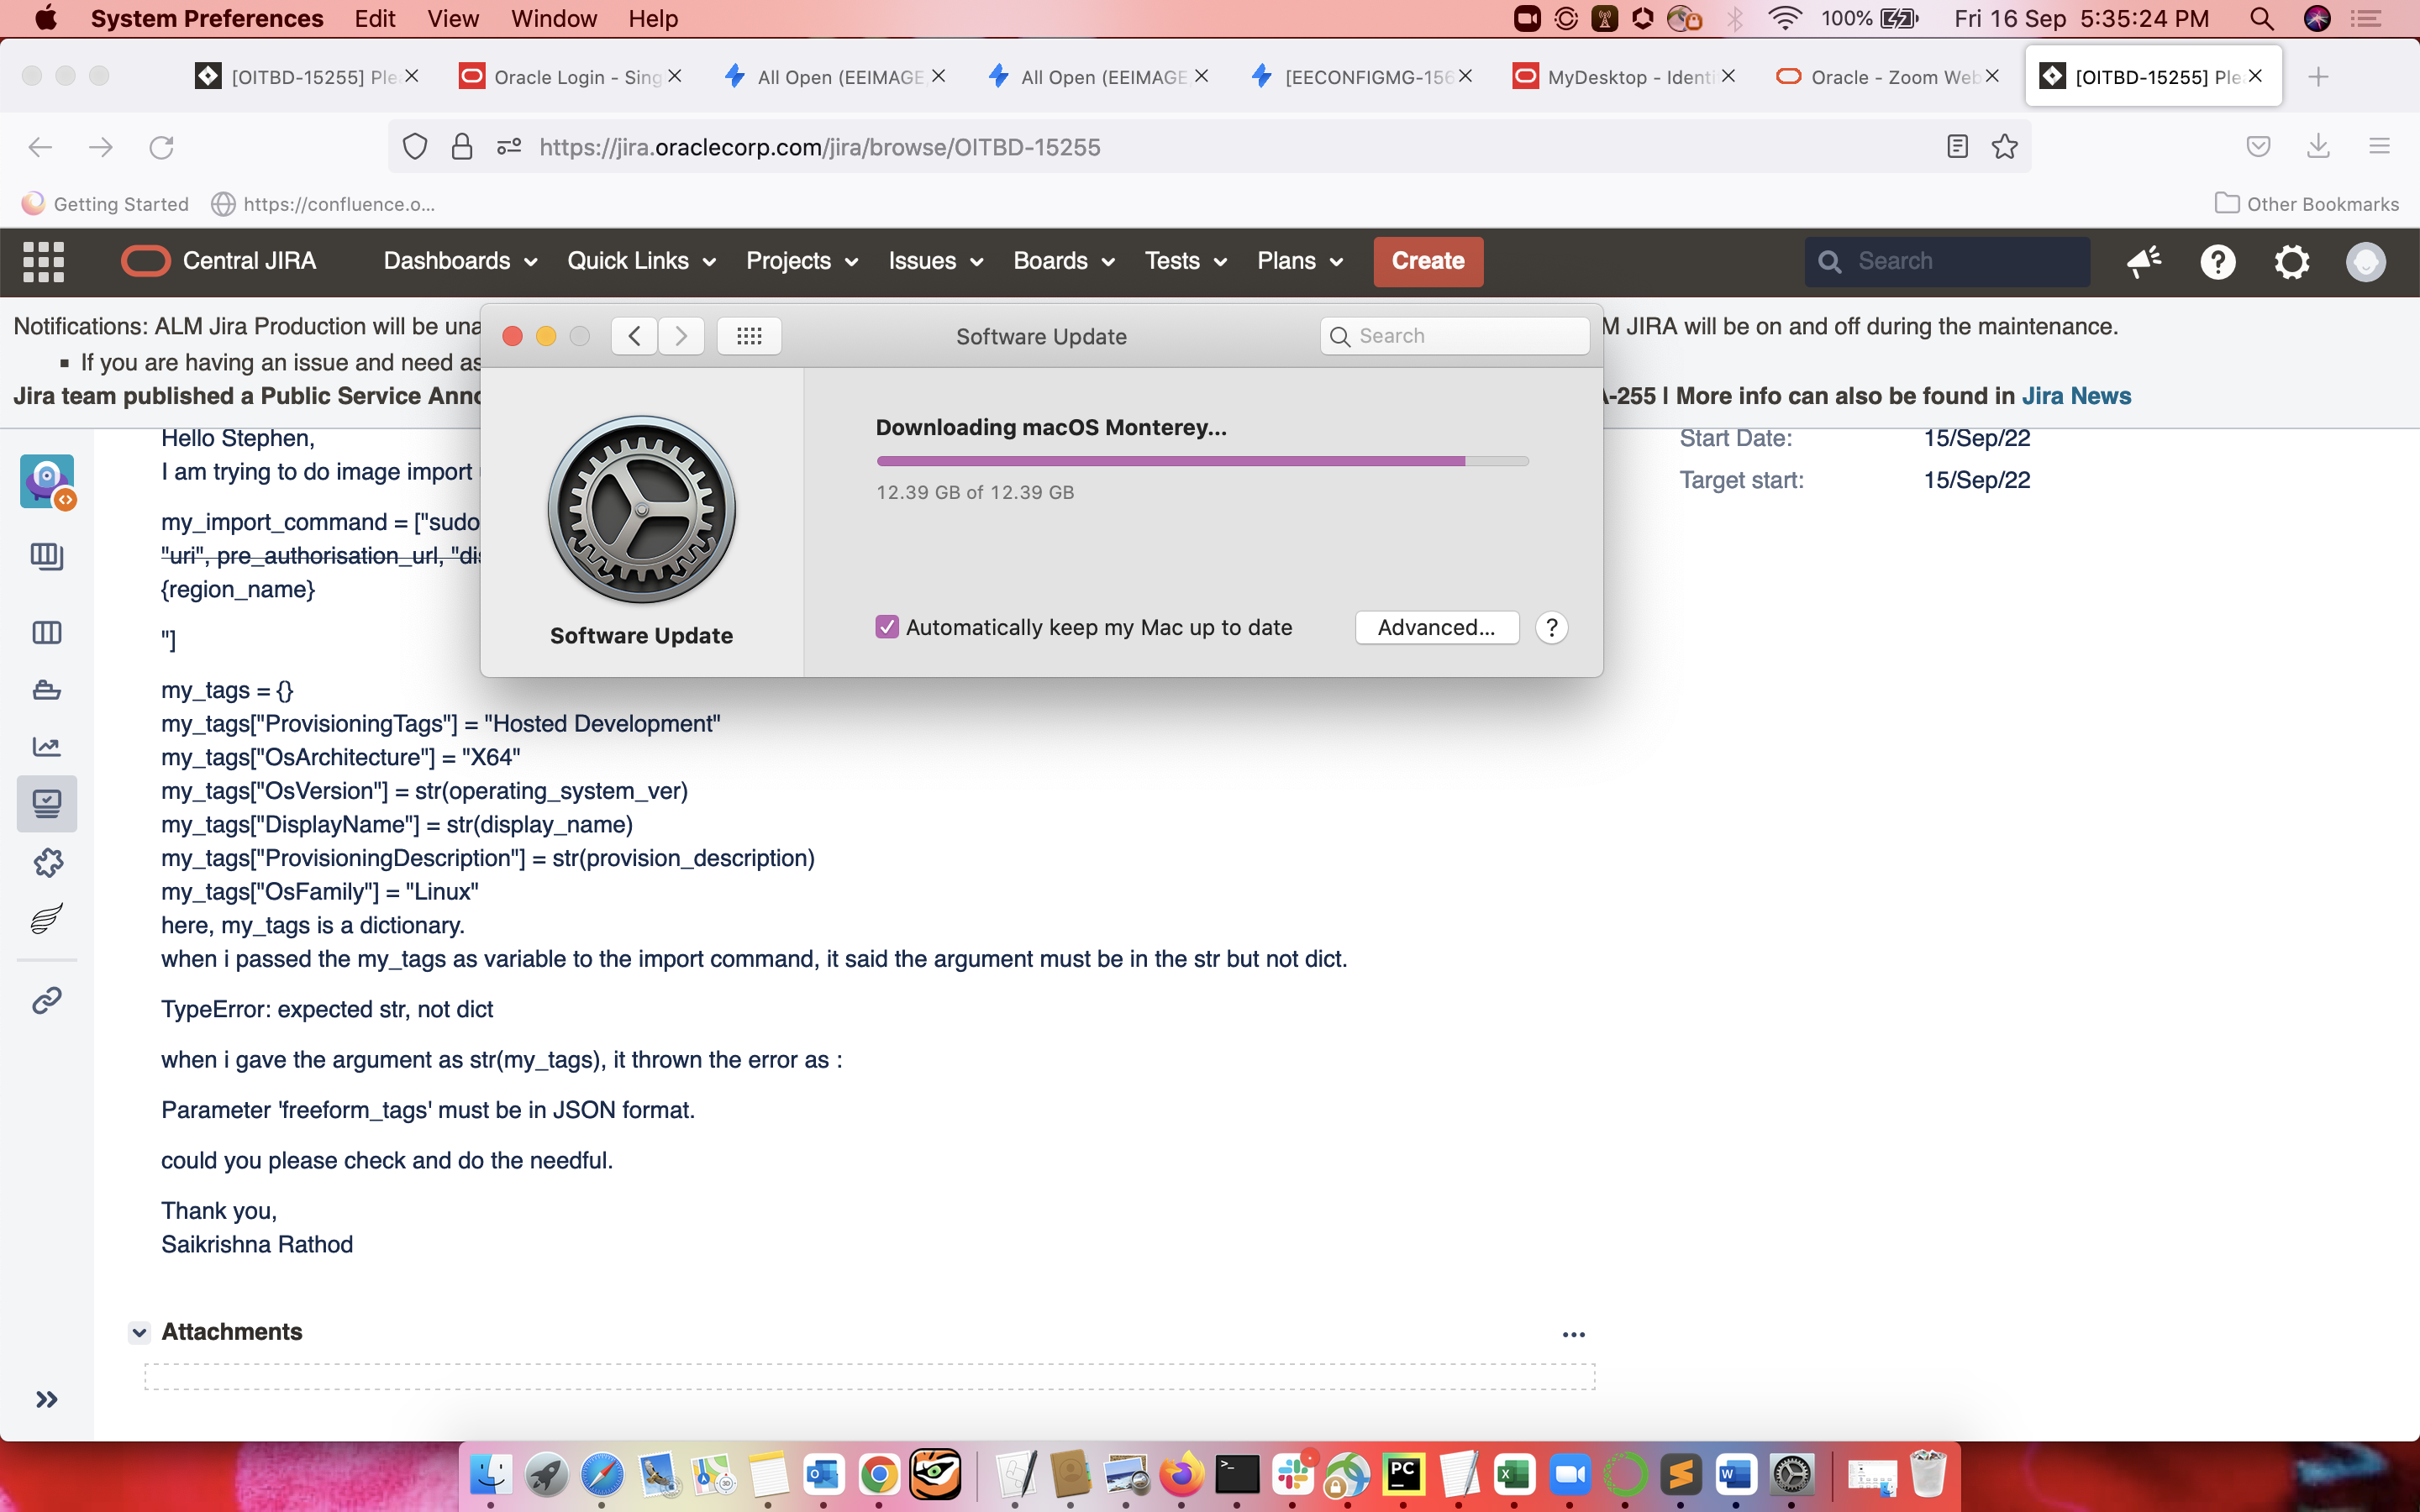 System Preferences Edit View Window Help 100% Fri 16 Sep 5:35:24 PM
[OITBD-15255] Ple Oracle Login - Sing All Open (EEIMAGE All Open (EEIMAGE [EECONFIGMG-156 MyDesktop - Identi Oracle - Zoom Web [OITBD-15255] Ple
https://jira.oraclecorp.com/jira/browse/OITBD-15255
Getting Started https://confluence.o... Other Bookmarks
Central JIRA Dashboards Quick Links Projects Issues Boards Tests Plans Create Search
Notifications: ALM Jira Production will be una M JIRA will be on and off during the maintenance.
▪ If you are having an issue and need as
Jira team published a Public Service Anno -255 | More info can also be found in Jira News
Software Update
Search
Downloading macOS Monterey...
12.39 GB of 12.39 GB
Software Update
Automatically keep my Mac up to date Advanced... ?
Start Date: 15/Sep/22
Target start: 15/Sep/22
Hello Stephen,
I am trying to do image import
my_import_command = ["sudo
"uri", pre_authorisation_url, "dis
{region_name}
"]
my_tags = {}
my_tags["ProvisioningTags"] = "Hosted Development"
my_tags["OsArchitecture"] = "X64"
my_tags["OsVersion"] = str(operating_system_ver)
my_tags["DisplayName"] = str(display_name)
my_tags["ProvisioningDescription"] = str(provision_description)
my_tags["OsFamily"] = "Linux"
here, my_tags is a dictionary.
when i passed the my_tags as variable to the import command, it said the argument must be in the str but not dict.
TypeError: expected str, not dict
when i gave the argument as str(my_tags), it thrown the error as :
Parameter 'freeform_tags' must be in JSON format.
could you please check and do the needful.
Thank you,
Saikrishna Rathod
Attachments
PC